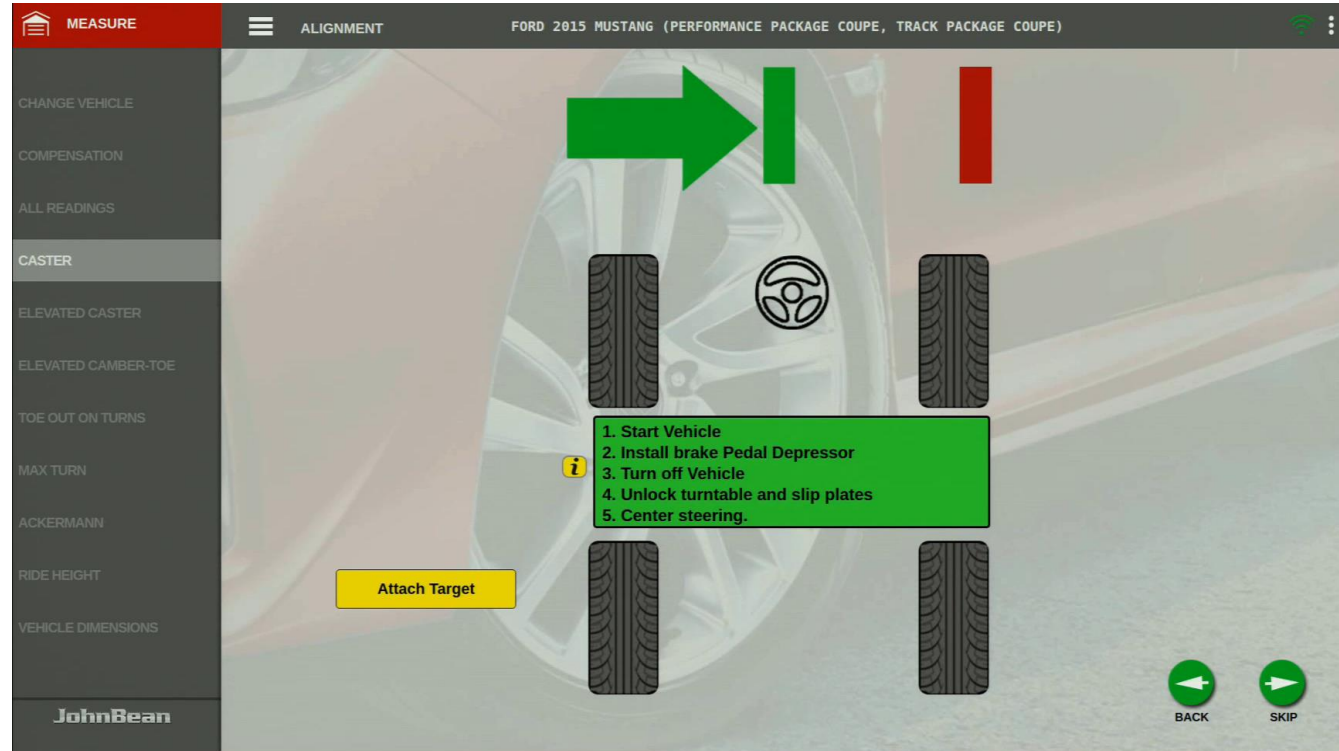 MEASURE
ALIGNMENT
FORD 2015 MUSTANG (PERFORMANCE PACKAGE COUPE, TRACK PACKAGE COUPE)
CHANGE VEHICLE
COMPENSATION
ALL READINGS
CASTER
ELEVATED CASTER
ELEVATED CAMBER-TOE
TOE OUT ON TURNS
MAX TURN
ACKERMANN
RIDE HEIGHT
VEHICLE DIMENSIONS
JohnBean
i
1. Start Vehicle
2. Install brake Pedal Depressor
3. Turn off Vehicle
4. Unlock turntable and slip plates
5. Center steering.
Attach Target
BACK
SKIP